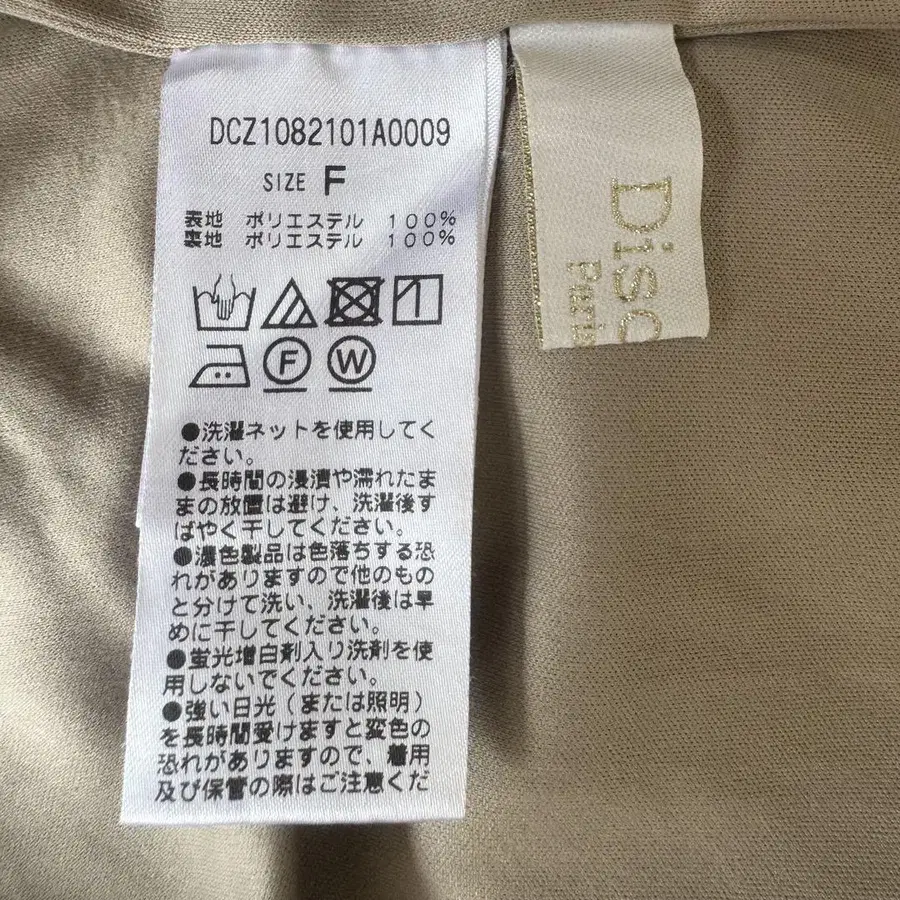 DCZ1082101A0009
SIZE F
表地 ポリエステル 100%
裏地 ポリエステル 100%
F W
●洗濯ネットを使用してく
ださい。
●長時間の浸漬や濡れたま
まの放置は避け、洗濯後す
ばやく干してください。
●濃色製品は色落ちする恐
れがありますので他のもの
と分けて洗い、洗濯後は早
めに干してください。
●蛍光増白剤入り洗剤を使
用しないでください。
●強い日光(または照明)
を長時間受けますと変色の
恐れがありますので、着用
及び保管の際はご注意くだ
Disc
Paris